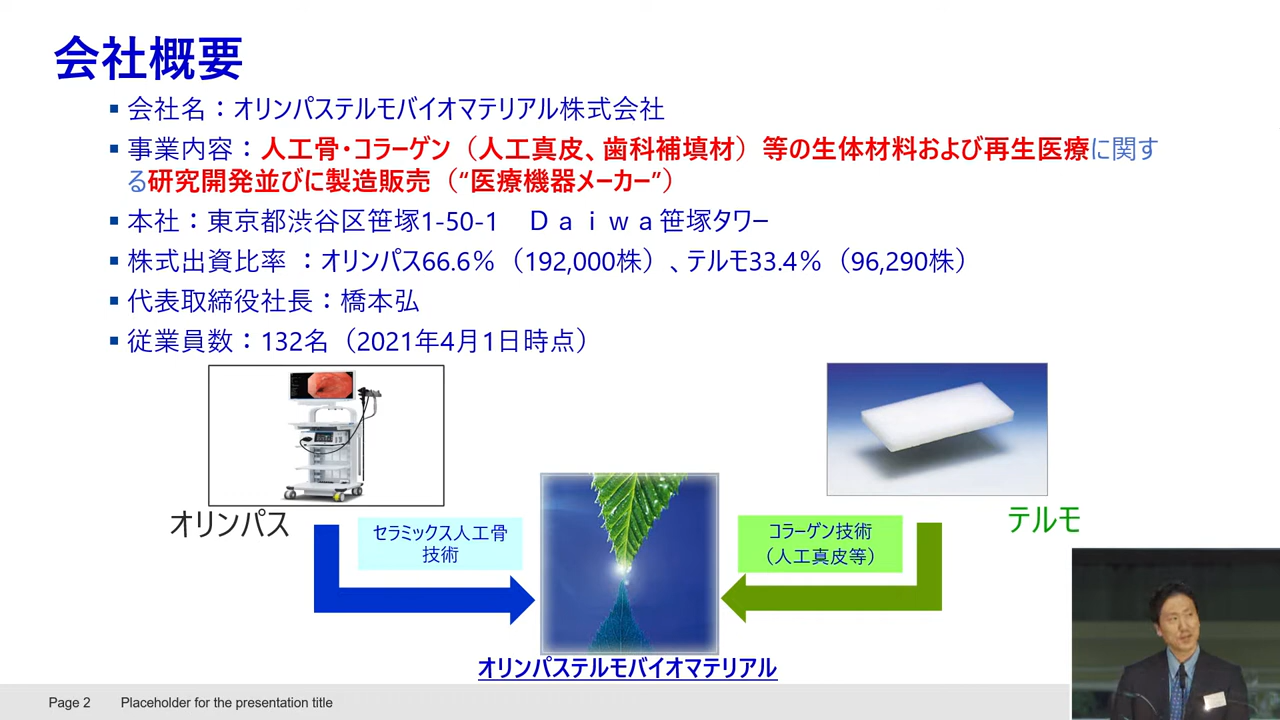 会社概要
▪ 会社名：オリンパステルモバイオマテリアル株式会社
▪ 事業内容：人工骨・コラーゲン（人工真皮、歯科補填材）等の生体材料および再生医療に関す
る研究開発並びに製造販売（“医療機器メーカー”）
▪ 本社：東京都渋谷区笹塚1-50-1　Ｄａｉｗａ笹塚タワー
▪ 株式出資比率 ：オリンパス66.6%（192,000株）、テルモ33.4%（96,290株）
▪ 代表取締役社長：橋本弘
▪ 従業員数：132名（2021年4月1日時点）
オリンパス
セラミックス人工骨
技術
コラーゲン技術
（人工真皮等）
テルモ
オリンパステルモバイオマテリアル
Page 2 Placeholder for the presentation title